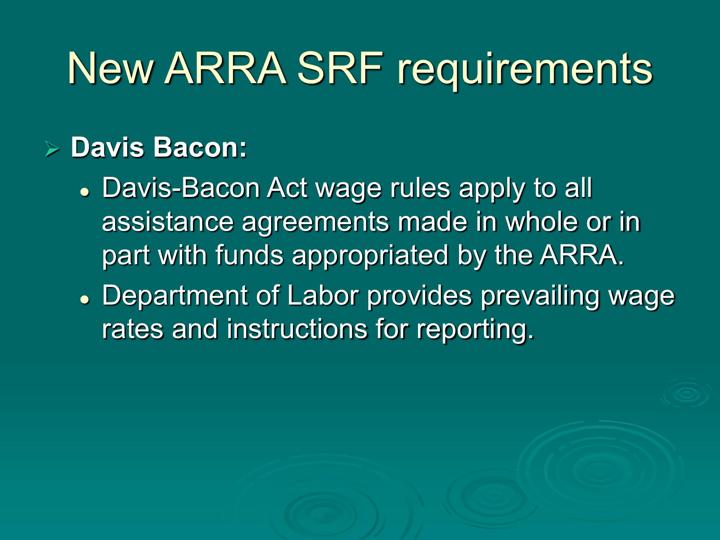 New ARRA SRF requirements
Davis Bacon:
Davis-Bacon Act wage rules apply to all
assistance agreements made in whole or in
part with funds appropriated by the ARRA.
Department of Labor provides prevailing wage
rates and instructions for reporting.